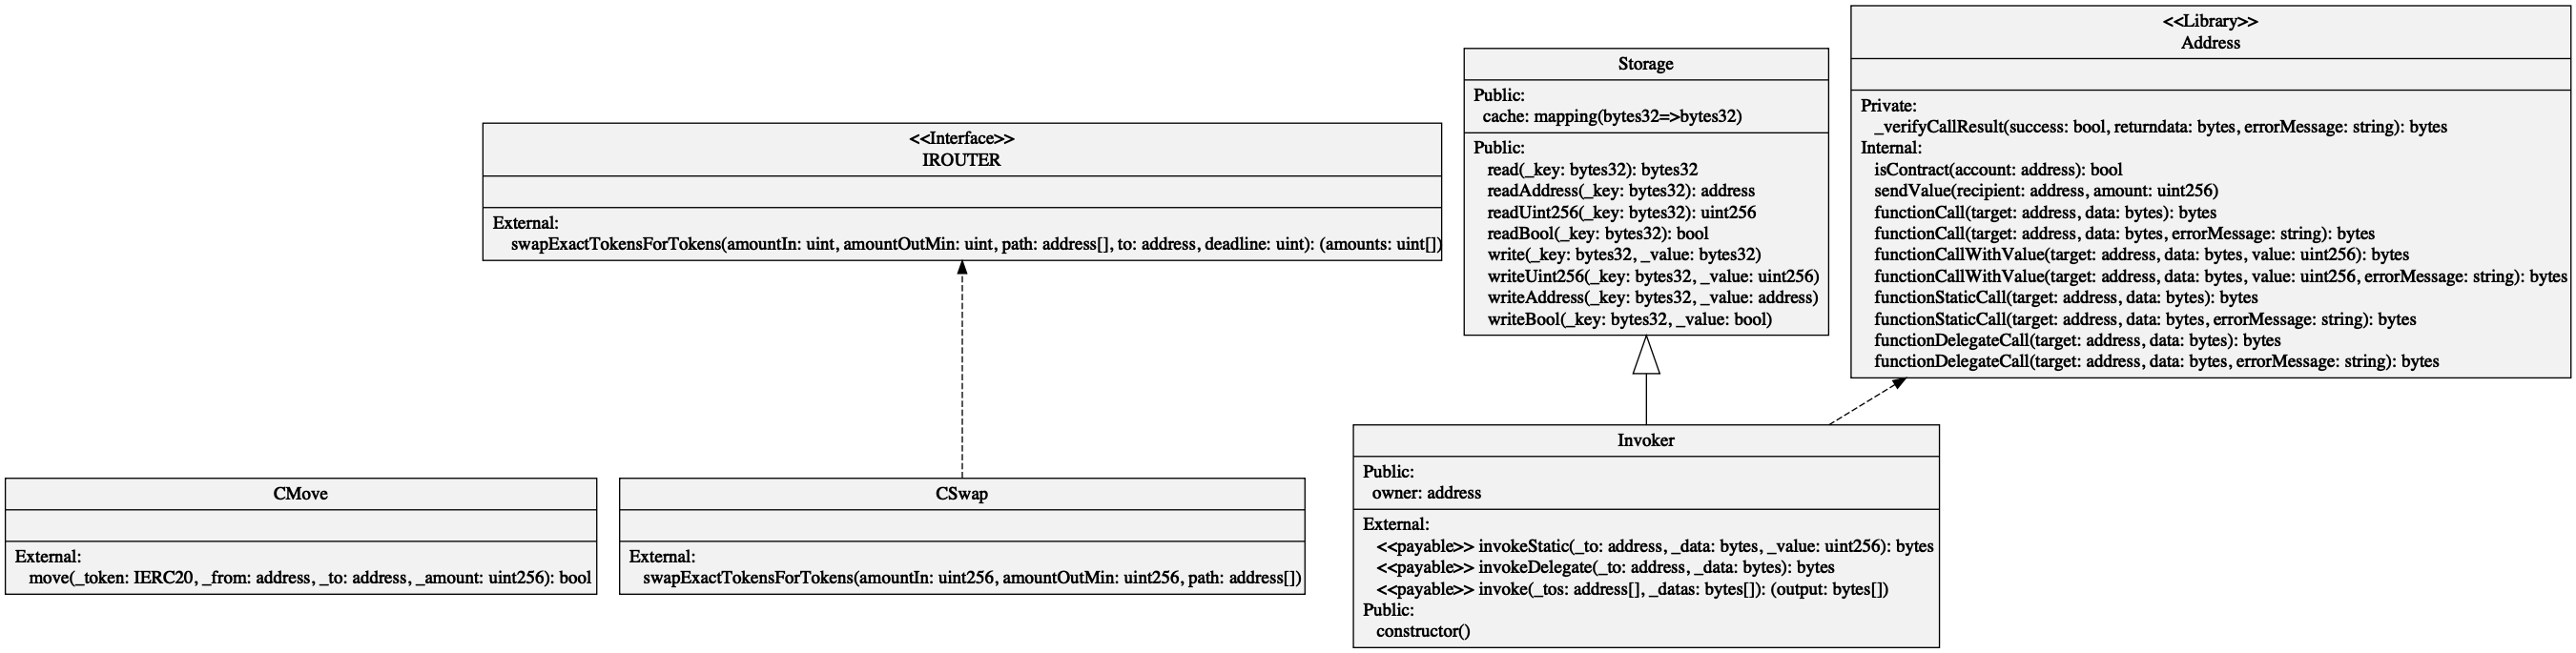 <<Interface>>
IROUTER
External:
swapExactTokensForTokens(amountIn: uint, amountOutMin: uint, path: address[], to: address, deadline: uint): (amounts: uint[])
Storage
Public:
cache: mapping(bytes32=>bytes32)
Public:
read(_key: bytes32): bytes32
readAddress(_key: bytes32): address
readUint256(_key: bytes32): uint256
readBool(_key: bytes32): bool
write(_key: bytes32, _value: bytes32)
writeUint256(_key: bytes32, _value: uint256)
writeAddress(_key: bytes32, _value: address)
writeBool(_key: bytes32, _value: bool)
<<Library>>
Address
Private:
_verifyCallResult(success: bool, returndata: bytes, errorMessage: string): bytes
Internal:
isContract(account: address): bool
sendValue(recipient: address, amount: uint256)
functionCall(target: address, data: bytes): bytes
functionCall(target: address, data: bytes, errorMessage: string): bytes
functionCallWithValue(target: address, data: bytes, value: uint256): bytes
functionCallWithValue(target: address, data: bytes, value: uint256, errorMessage: string): bytes
functionStaticCall(target: address, data: bytes): bytes
functionStaticCall(target: address, data: bytes, errorMessage: string): bytes
functionDelegateCall(target: address, data: bytes): bytes
functionDelegateCall(target: address, data: bytes, errorMessage: string): bytes
CMove
External:
move(_token: IERC20, _from: address, _to: address, _amount: uint256): bool
CSwap
External:
swapExactTokensForTokens(amountIn: uint256, amountOutMin: uint256, path: address[])
Invoker
Public:
owner: address
External:
<<payable>> invokeStatic(_to: address, _data: bytes, _value: uint256): bytes
<<payable>> invokeDelegate(_to: address, _data: bytes): bytes
<<payable>> invoke(_tos: address[], _datas: bytes[]): (output: bytes[])
Public:
constructor()